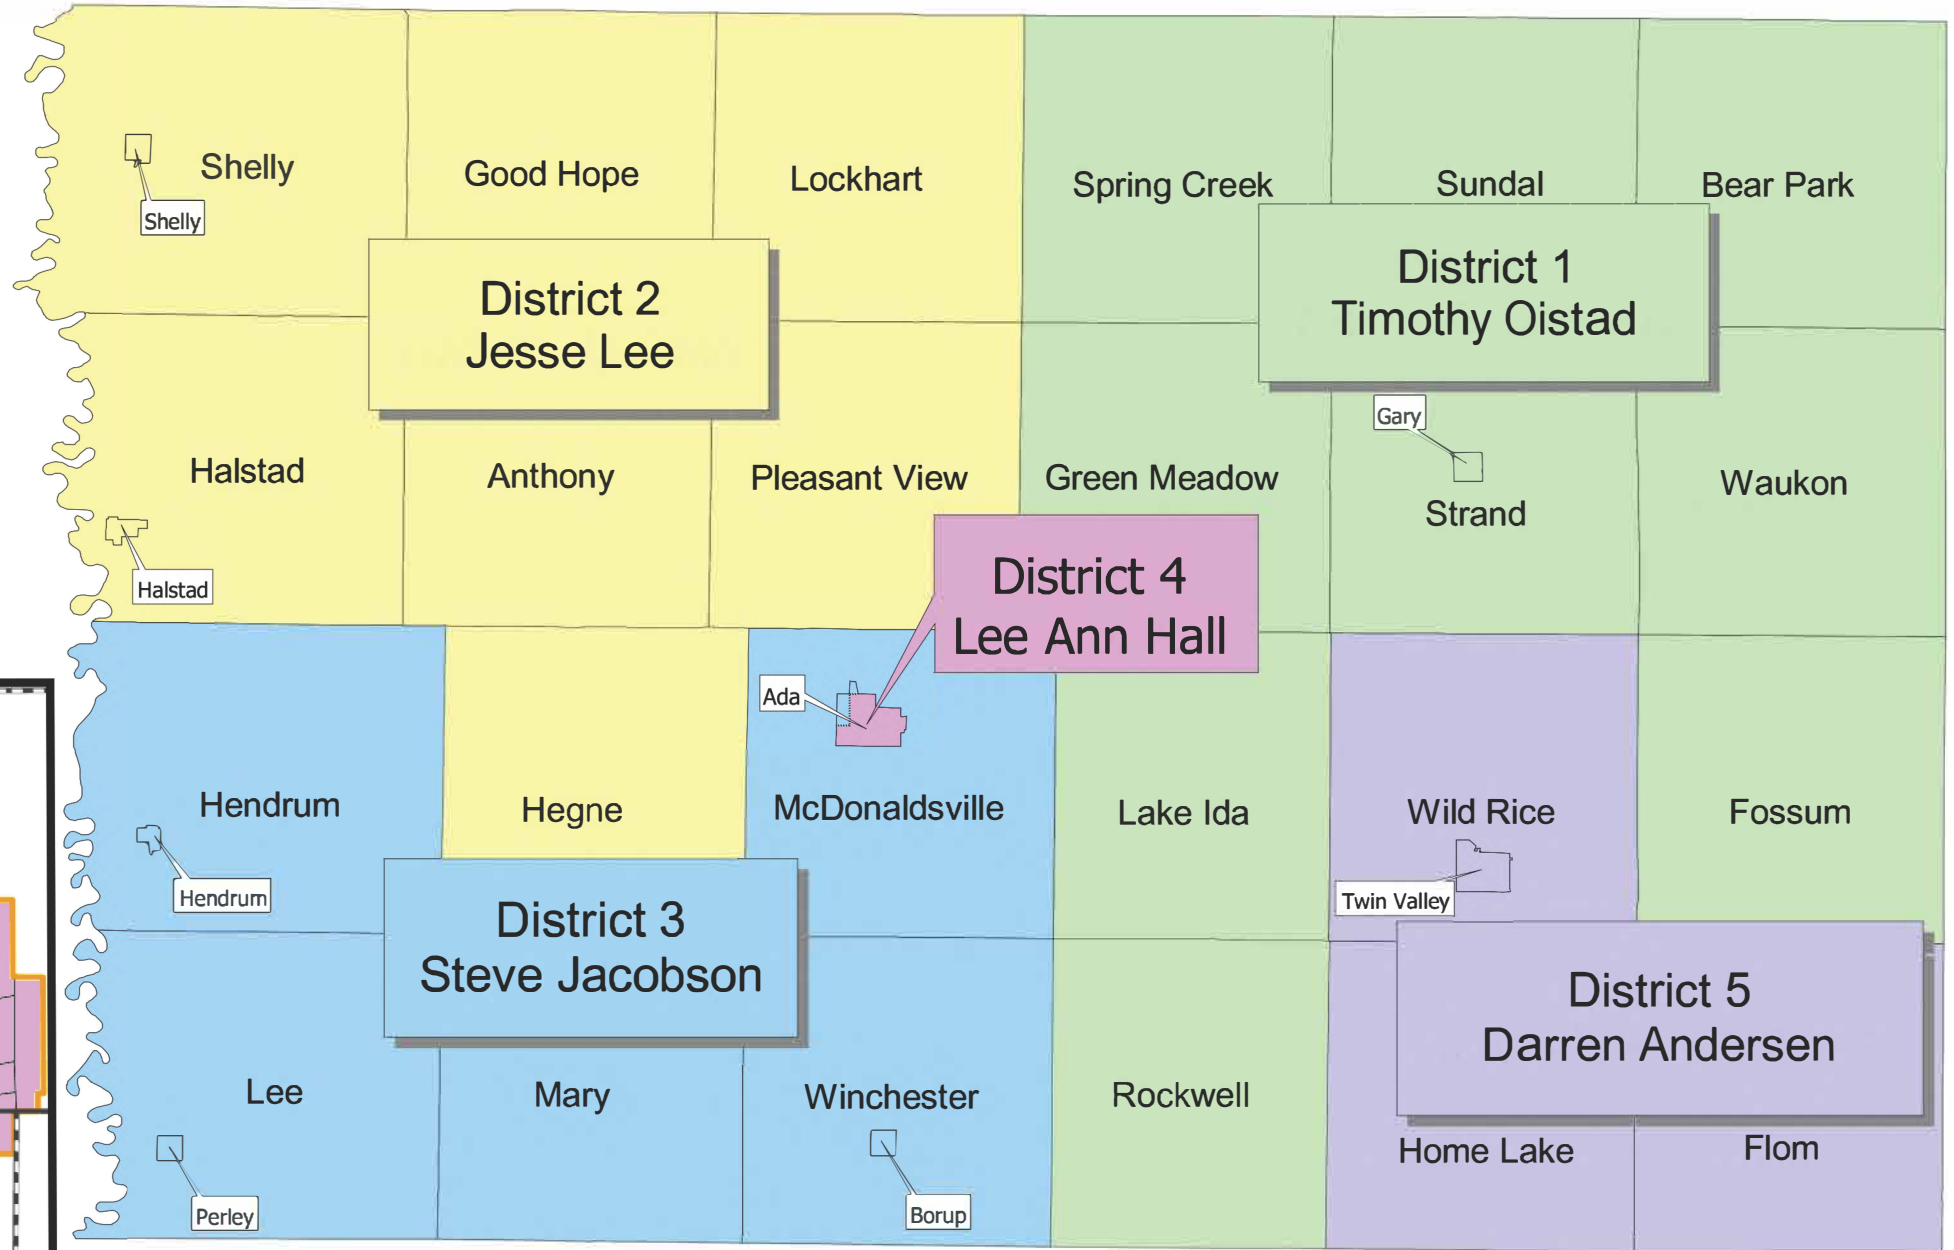 Shelly
Good Hope
Lockhart
Spring Creek
Sundal
Bear Park
Shelly
District 2
Jesse Lee
District 1
Timothy Oistad
Gary
Halstad
Anthony
Pleasant View
Green Meadow
Strand
Waukon
Halstad
District 4
Lee Ann Hall
Ada
Hendrum
Hegne
McDonaldsville
Lake Ida
Wild Rice
Fossum
Hendrum
Twin Valley
District 3
Steve Jacobson
District 5
Darren Andersen
Lee
Mary
Winchester
Rockwell
Home Lake
Flom
Perley
Borup